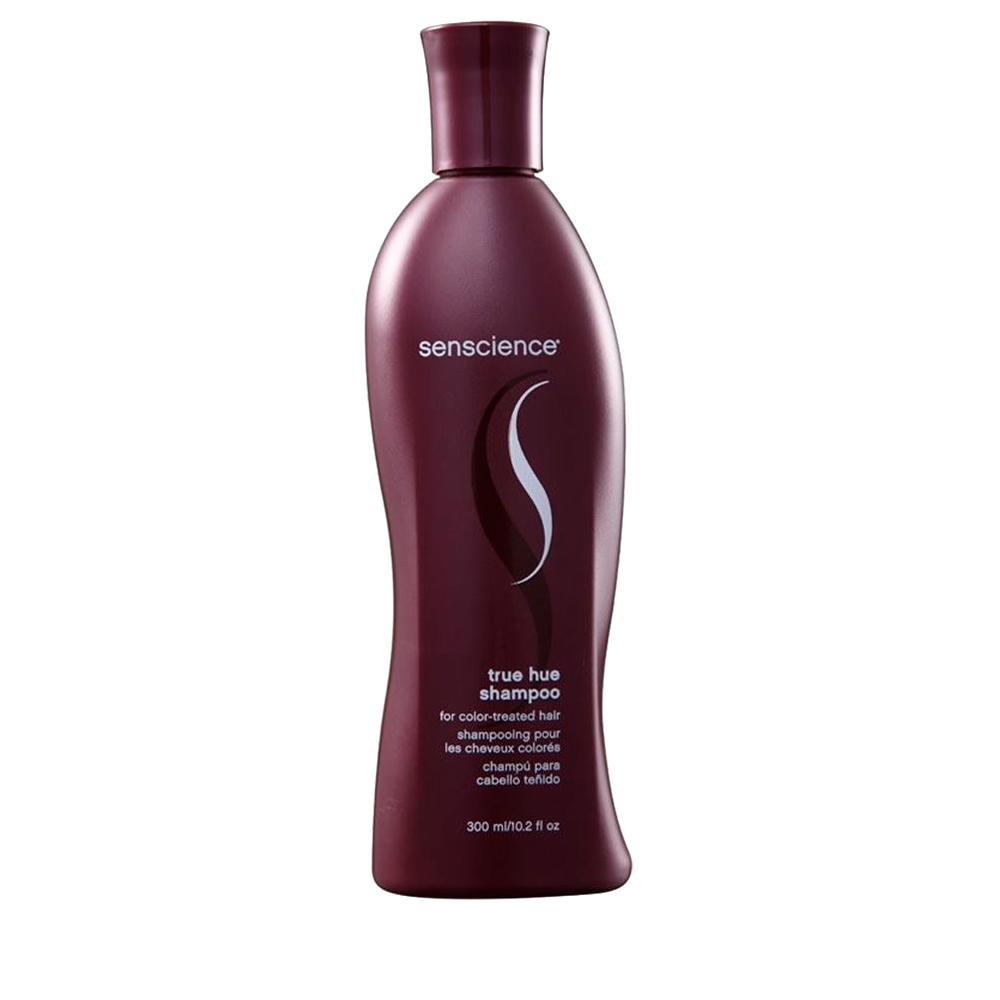 senscience®
true hue
shampoo
for color-treated hair
shampooing pour
les cheveux colorés
champú para
cabello teñido
300 ml/10.2 fl oz